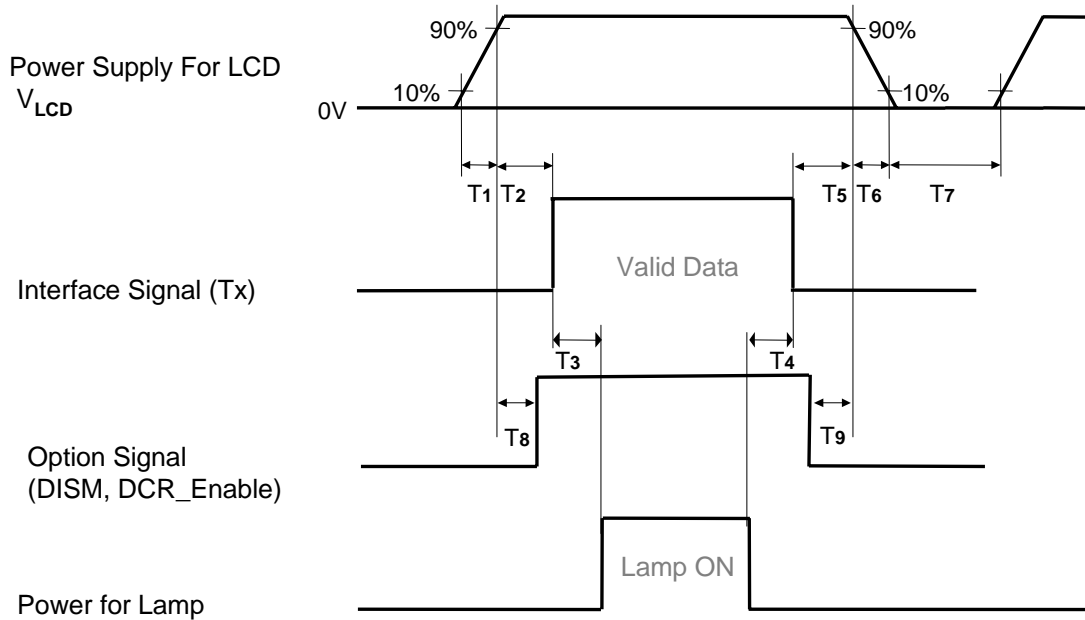 90%
90%
Power Supply For LCD
VLCD
10%
10%
0V
T1 T2 T5 T6 T7
Valid Data
Interface Signal (Tx)
T3 T4
T8 T9
Option Signal
(DISM, DCR_Enable)
Lamp ON
Power for Lamp